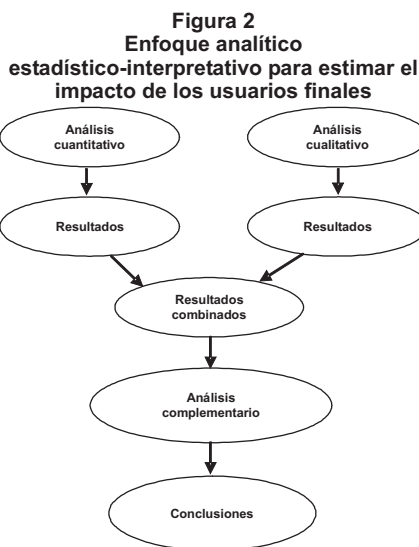 Figura 2
Enfoque analítico
estadístico-interpretativo para estimar el
impacto de los usuarios finales
Análisis
cuantitativo
Análisis
cualitativo
Resultados
Resultados
Resultados
combinados
Análisis
complementario
Conclusiones